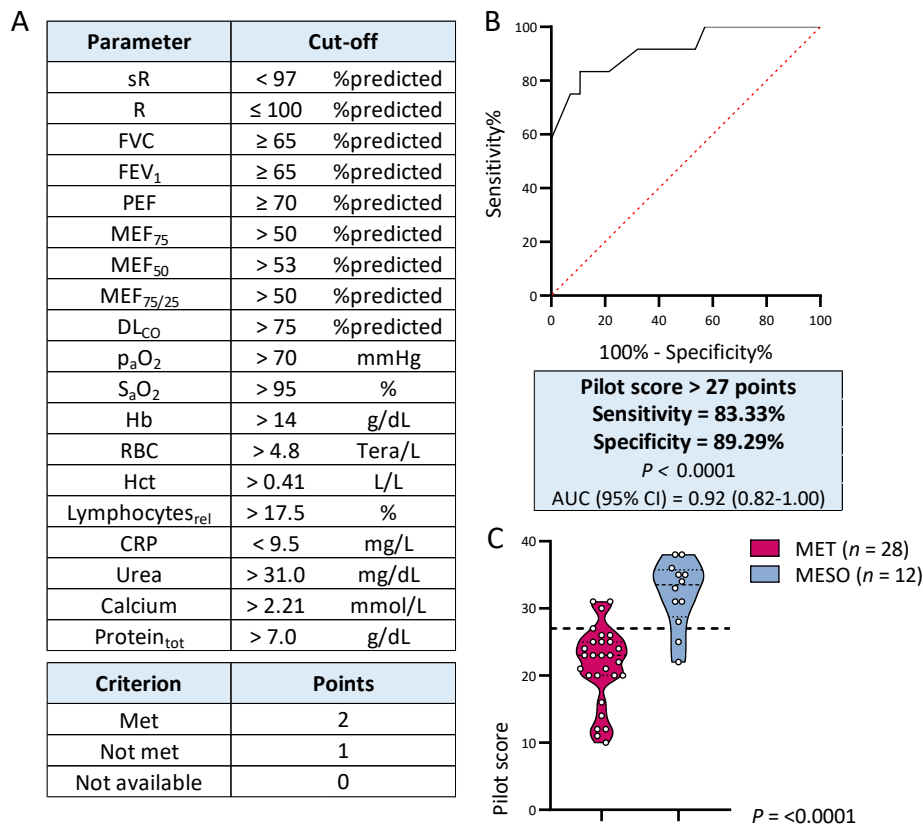 A
Parameter Cut-off
sR < 97 %predicted
R ≤ 100 %predicted
FVC ≥ 65 %predicted
FEV₁ ≥ 65 %predicted
PEF ≥ 70 %predicted
MEF₇₅ > 50 %predicted
MEF₅₀ > 53 %predicted
MEF₇₅/₂₅ > 50 %predicted
DL_CO > 75 %predicted
pₐO₂ > 70 mmHg
SₐO₂ > 95 %
Hb > 14 g/dL
RBC > 4.8 Tera/L
Hct > 0.41 L/L
Lymphocytes_rel > 17.5 %
CRP < 9.5 mg/L
Urea > 31.0 mg/dL
Calcium > 2.21 mmol/L
Protein_tot > 7.0 g/dL
Criterion Points
Met 2
Not met 1
Not available 0
B
Sensitivity%
100
80
60
40
20
0
0 20 40 60 80 100
100% - Specificity%
Pilot score > 27 points
Sensitivity = 83.33%
Specificity = 89.29%
P < 0.0001
AUC (95% CI) = 0.92 (0.82-1.00)
C
Pilot score
40
30
20
10
0
MET (n = 28)
MESO (n = 12)
P = <0.0001